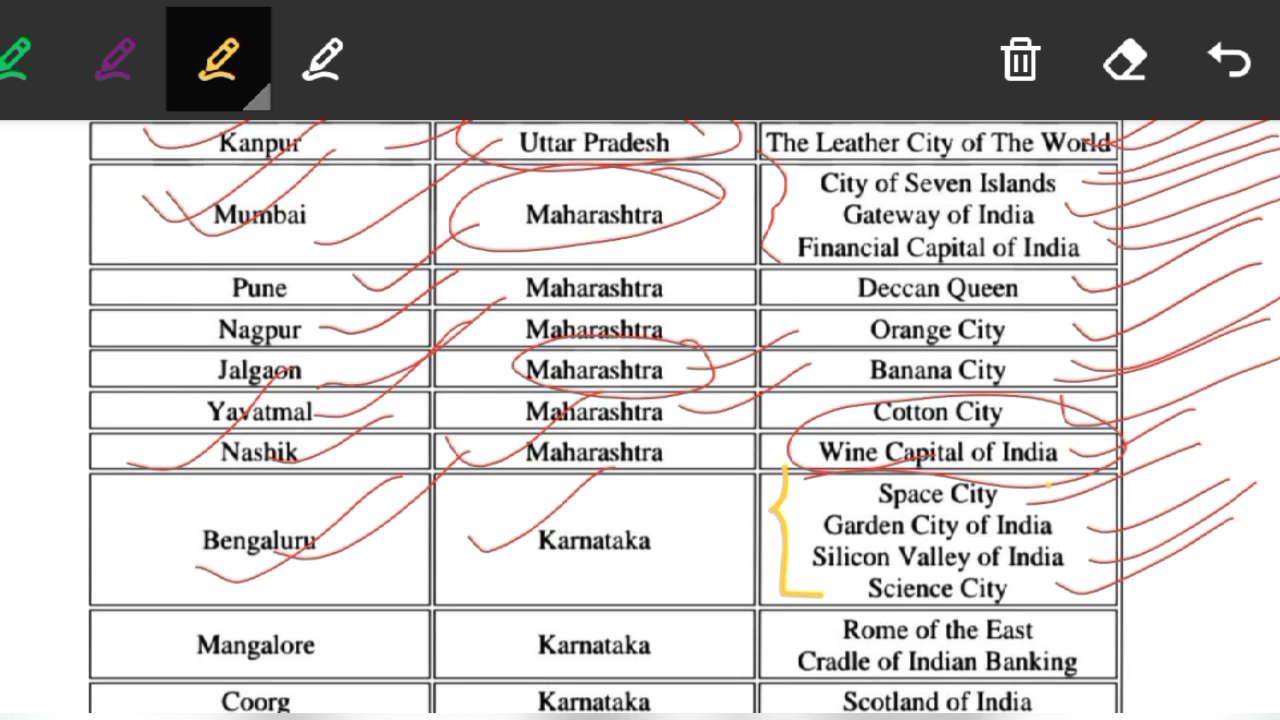 Kanpur Uttar Pradesh The Leather City of The World
Mumbai Maharashtra City of Seven Islands
Gateway of India
Financial Capital of India
Pune Maharashtra Deccan Queen
Nagpur Maharashtra Orange City
Jalgaon Maharashtra Banana City
Yavatmal Maharashtra Cotton City
Nashik Maharashtra Wine Capital of India
Bengaluru Karnataka Space City
Garden City of India
Silicon Valley of India
Science City
Mangalore Karnataka Rome of the East
Cradle of Indian Banking
Coorg Karnataka Scotland of India